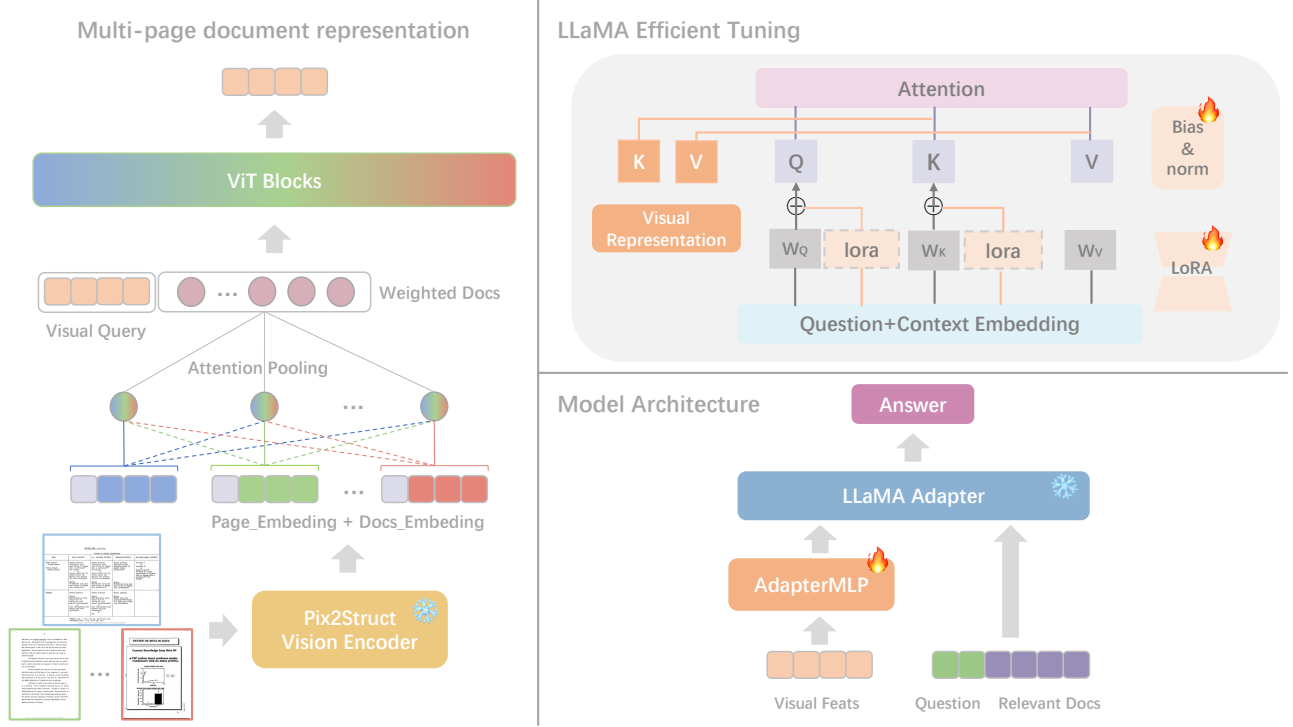 Multi-page document representation
ViT Blocks
...
Weighted Docs
Visual Query
Attention Pooling
...
...
Page_Embeding + Docs_Embeding
Pix2Struct
Vision Encoder
...
LLaMA Efficient Tuning
Attention
K
V
Q
K
V
Bias
&
norm
Visual
Representation
WQ
lora
WK
lora
WV
LoRA
Question+Context Embedding
Model Architecture
Answer
LLaMA Adapter
AdapterMLP
Visual Feats
Question
Relevant Docs